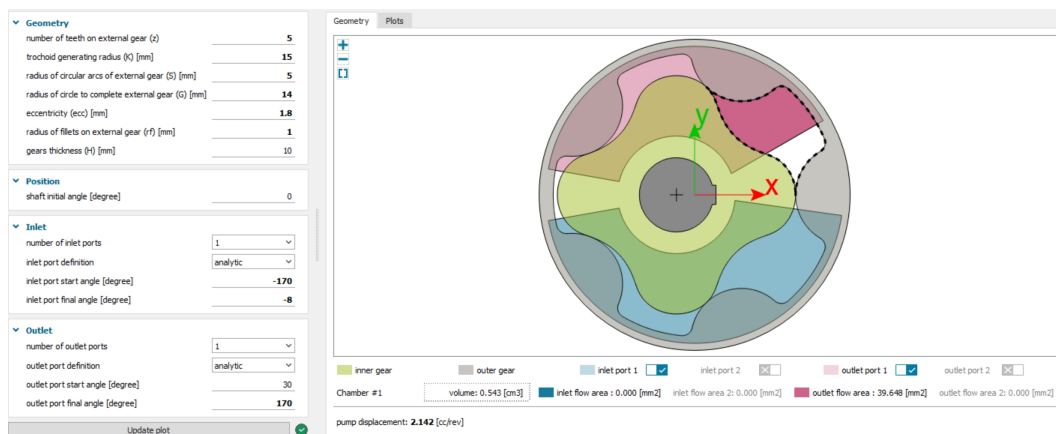 Geometry
number of teeth on external gear (z) 5
trochoid generating radius (K) [mm] 15
radius of circular arcs of external gear (S) [mm] 5
radius of circle to complete external gear (G) [mm] 14
eccentricity (ecc) [mm] 1.8
radius of fillets on external gear (rf) [mm] 1
gears thickness (H) [mm] 10
Position
shaft initial angle [degree] 0
Inlet
number of inlet ports 1
inlet port definition analytic
inlet port start angle [degree] -170
inlet port final angle [degree] -8
Outlet
number of outlet ports 1
outlet port definition analytic
outlet port start angle [degree] 30
outlet port final angle [degree] 170
Update plot
Geometry Plots
y
x
inner gear outer gear inlet port 1 inlet port 2 outlet port 1 outlet port 2
Chamber #1 volume: 0.543 [cm3] inlet flow area : 0.000 [mm2] inlet flow area 2: 0.000 [mm2] outlet flow area : 39.648 [mm2] outlet flow area 2: 0.000 [mm2]
pump displacement: 2.142 [cc/rev]